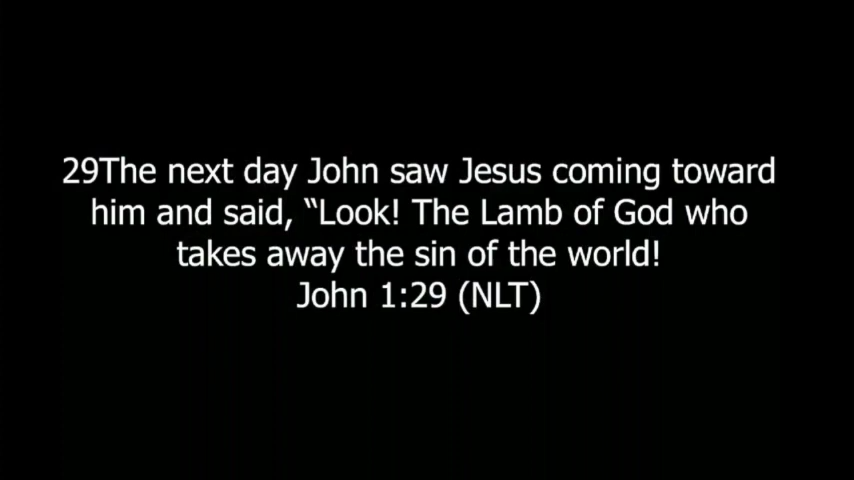 29The next day John saw Jesus coming toward
him and said, “Look! The Lamb of God who
takes away the sin of the world!
John 1:29 (NLT)